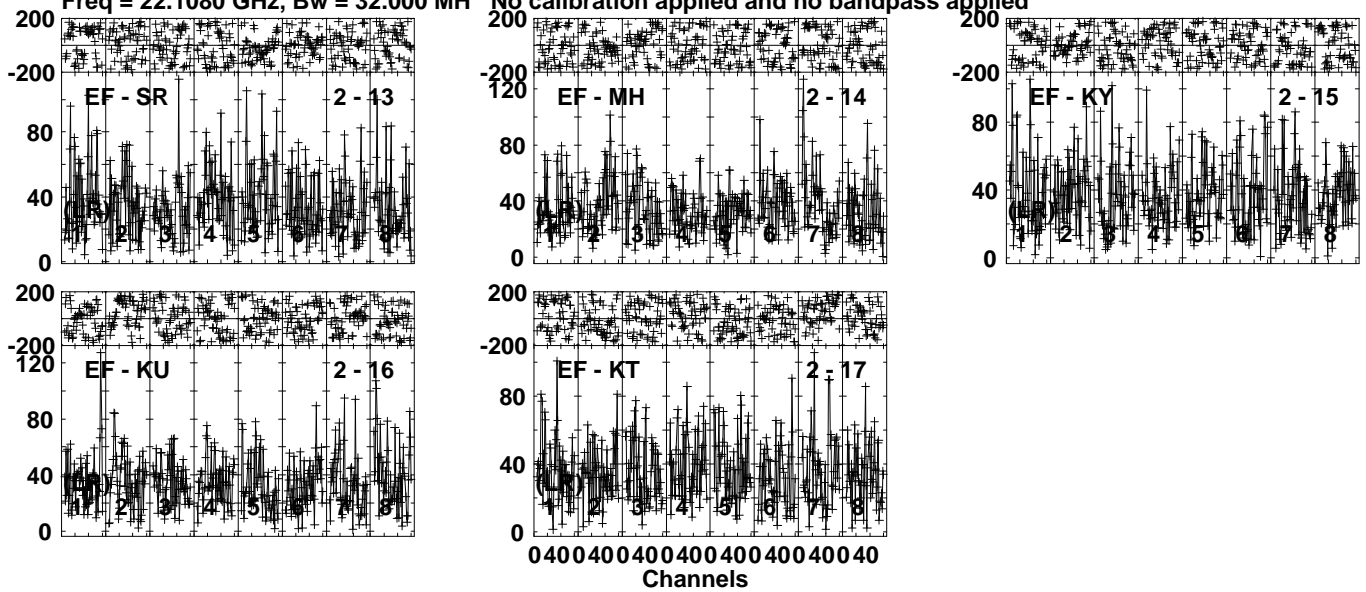 Freq = 22.1080 GHz, Bw = 32.000 MH No calibration applied and no bandpass applied
200
-200
EF - SR 2 - 13
80
40
0
(LR)
1 2 3 4 5 6 7 8
200
-200
120
EF - MH 2 - 14
80
40
0
(LR)
1 2 3 4 5 6 7 8
200
-200
EF - KY 2 - 15
80
40
0
(LR)
1 2 3 4 5 6 7 8
200
-200
120
EF - KU 2 - 16
80
40
0
(LR)
1 2 3 4 5 6 7 8
200
-200
EF - KT 2 - 17
80
40
0
(LR)
1 2 3 4 5 6 7 8
0 40 0 40 0 40 0 40 0 40 0 40 0 40 0 40
Channels